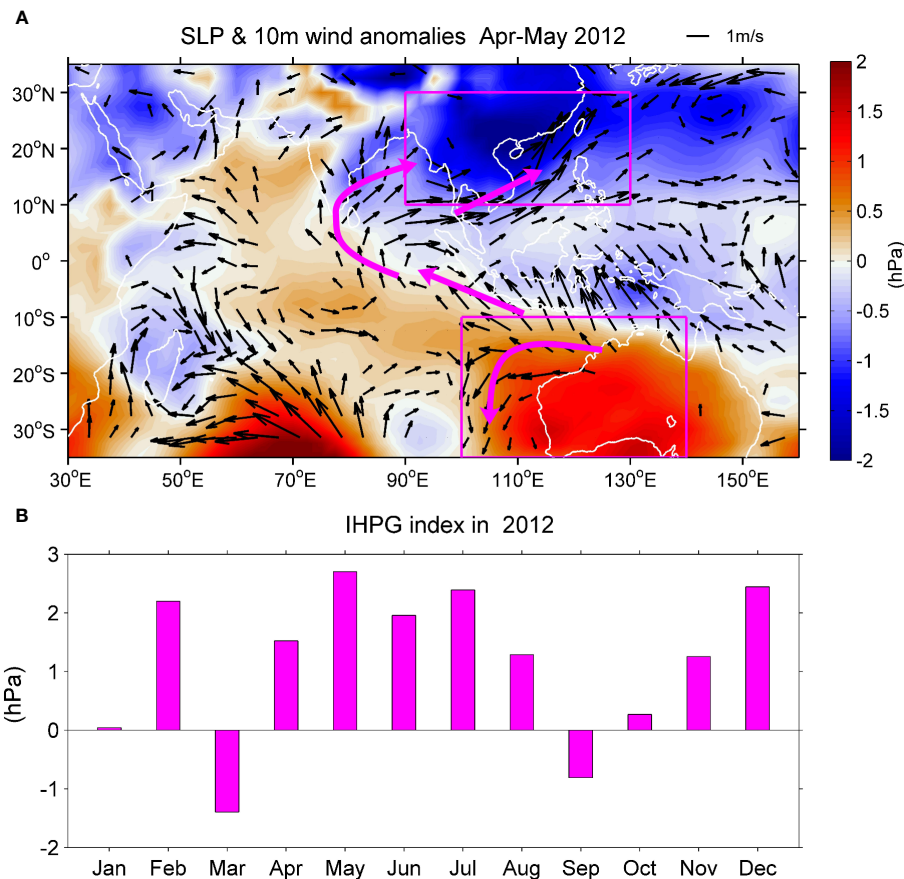 A
SLP & 10m wind anomalies Apr-May 2012
1m/s
30°N
20°N
10°N
0°
10°S
20°S
30°S
30°E 50°E 70°E 90°E 110°E 130°E 150°E
2
1.5
1
0.5
0
-0.5
-1
-1.5
-2
(hPa)
B
IHPG index in 2012
3
2
1
0
-1
-2
(hPa)
Jan Feb Mar Apr May Jun Jul Aug Sep Oct Nov Dec